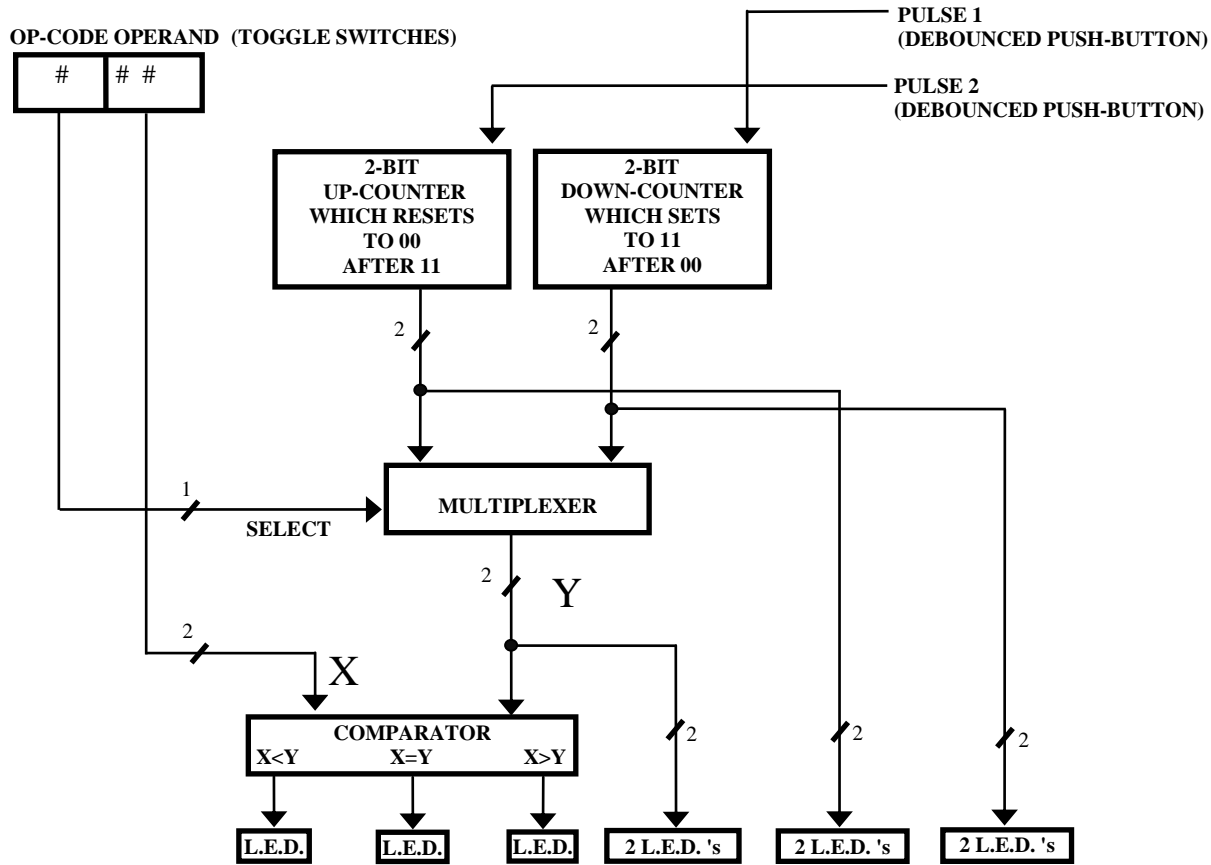 PULSE 1
(DEBOUNCED PUSH-BUTTON)
OP-CODE OPERAND (TOGGLE SWITCHES)
# # #
PULSE 2
(DEBOUNCED PUSH-BUTTON)
2-BIT
UP-COUNTER
WHICH RESETS
TO 00
AFTER 11
2-BIT
DOWN-COUNTER
WHICH SETS
TO 11
AFTER 00
2
2
1
SELECT
MULTIPLEXER
2
Y
2
X
COMPARATOR
X<Y X=Y X>Y
2
2
2
L.E.D.
L.E.D.
L.E.D.
2 L.E.D. 's
2 L.E.D. 's
2 L.E.D. 's